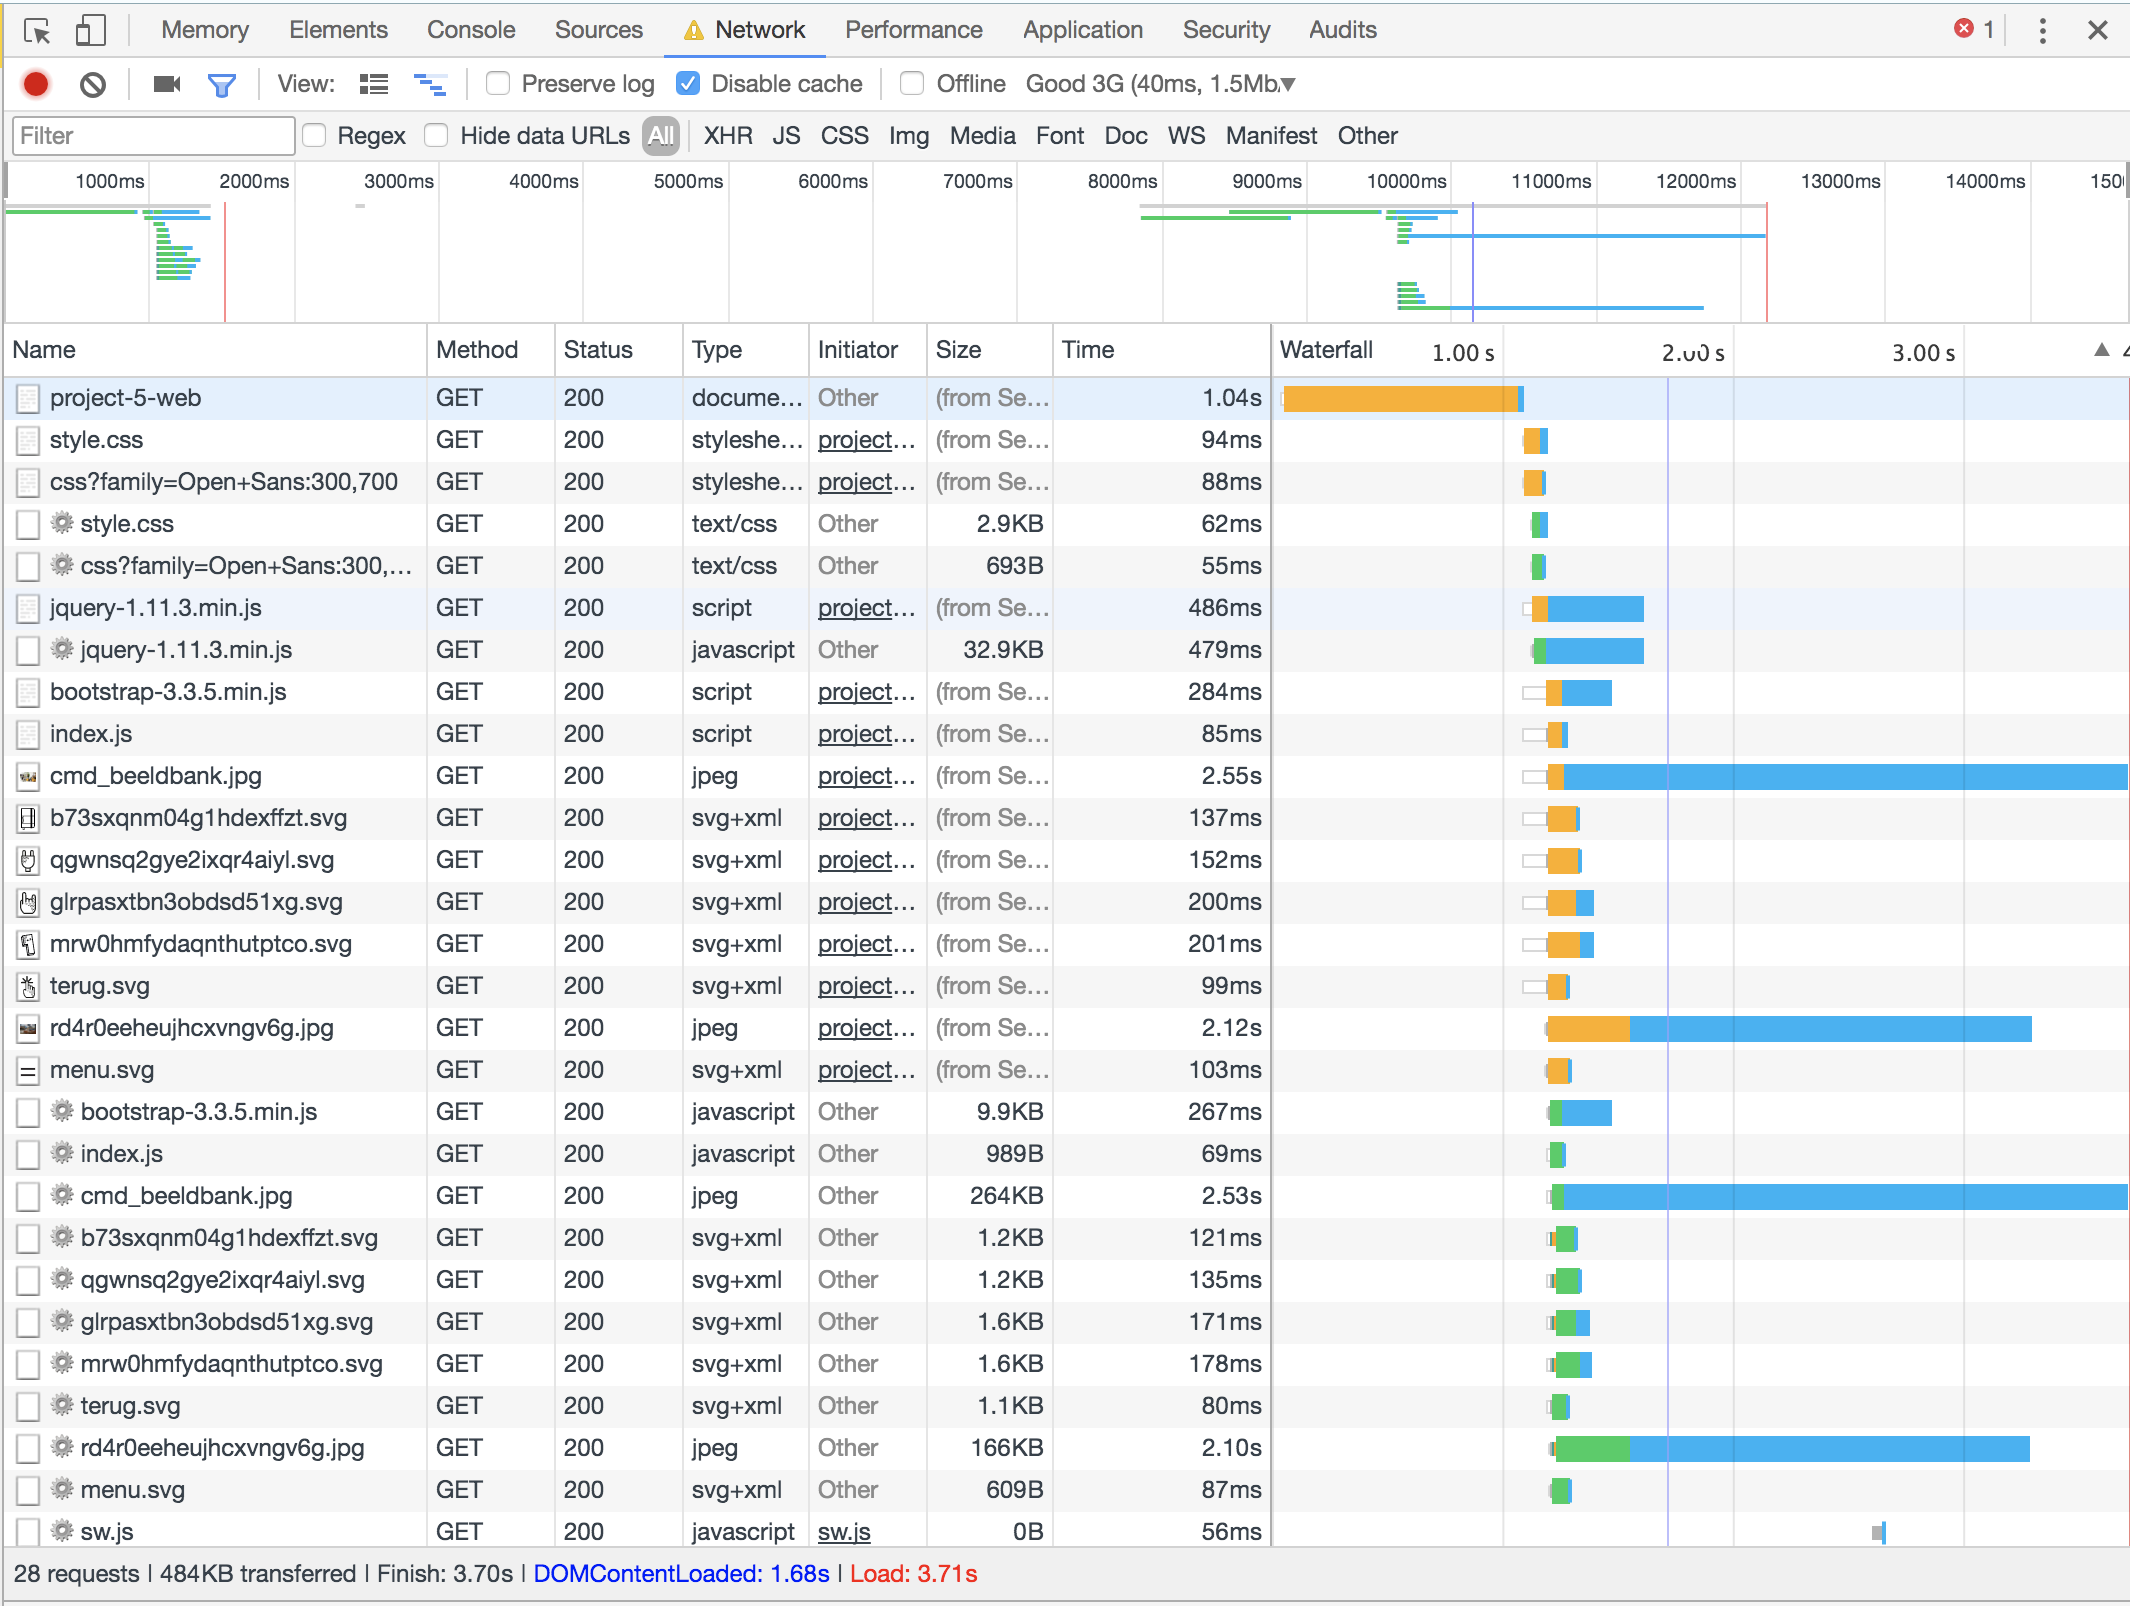 Memory Elements Console Sources Network Performance Application Security Audits 1
View: Preserve log Disable cache Offline Good 3G (40ms, 1.5Mb▼
Filter Regex Hide data URLs All XHR JS CSS Img Media Font Doc WS Manifest Other
1000ms 2000ms 3000ms 4000ms 5000ms 6000ms 7000ms 8000ms 9000ms 10000ms 11000ms 12000ms 13000ms 14000ms
Name Method Status Type Initiator Size Time Waterfall 1.00 s 2.00 s 3.00 s ▲
project-5-web GET 200 docume... Other (from Se... 1.04s
style.css GET 200 styleshe... project... (from Se... 94ms
css?family=Open+Sans:300,700 GET 200 styleshe... project... (from Se... 88ms
style.css GET 200 text/css Other 2.9KB 62ms
css?family=Open+Sans:300,... GET 200 text/css Other 693B 55ms
jquery-1.11.3.min.js GET 200 script project... (from Se... 486ms
jquery-1.11.3.min.js GET 200 javascript Other 32.9KB 479ms
bootstrap-3.3.5.min.js GET 200 script project... (from Se... 284ms
index.js GET 200 script project... (from Se... 85ms
cmd_beeldbank.jpg GET 200 jpeg project... (from Se... 2.55s
b73sxqnm04g1hdexffzt.svg GET 200 svg+xml project... (from Se... 137ms
qgwnsq2gye2ixqr4aiyl.svg GET 200 svg+xml project... (from Se... 152ms
glrpasxtbn3obdsd51xg.svg GET 200 svg+xml project... (from Se... 200ms
mrw0hmfydaqnthutptco.svg GET 200 svg+xml project... (from Se... 201ms
terug.svg GET 200 svg+xml project... (from Se... 99ms
rd4r0eeheujhcxvngv6g.jpg GET 200 jpeg project... (from Se... 2.12s
menu.svg GET 200 svg+xml project... (from Se... 103ms
bootstrap-3.3.5.min.js GET 200 javascript Other 9.9KB 267ms
index.js GET 200 javascript Other 989B 69ms
cmd_beeldbank.jpg GET 200 jpeg Other 264KB 2.53s
b73sxqnm04g1hdexffzt.svg GET 200 svg+xml Other 1.2KB 121ms
qgwnsq2gye2ixqr4aiyl.svg GET 200 svg+xml Other 1.2KB 135ms
glrpasxtbn3obdsd51xg.svg GET 200 svg+xml Other 1.6KB 171ms
mrw0hmfydaqnthutptco.svg GET 200 svg+xml Other 1.6KB 178ms
terug.svg GET 200 svg+xml Other 1.1KB 80ms
rd4r0eeheujhcxvngv6g.jpg GET 200 jpeg Other 166KB 2.10s
menu.svg GET 200 svg+xml Other 609B 87ms
sw.js GET 200 javascript sw.js 0B 56ms
28 requests | 484KB transferred | Finish: 3.70s | DOMContentLoaded: 1.68s | Load: 3.71s